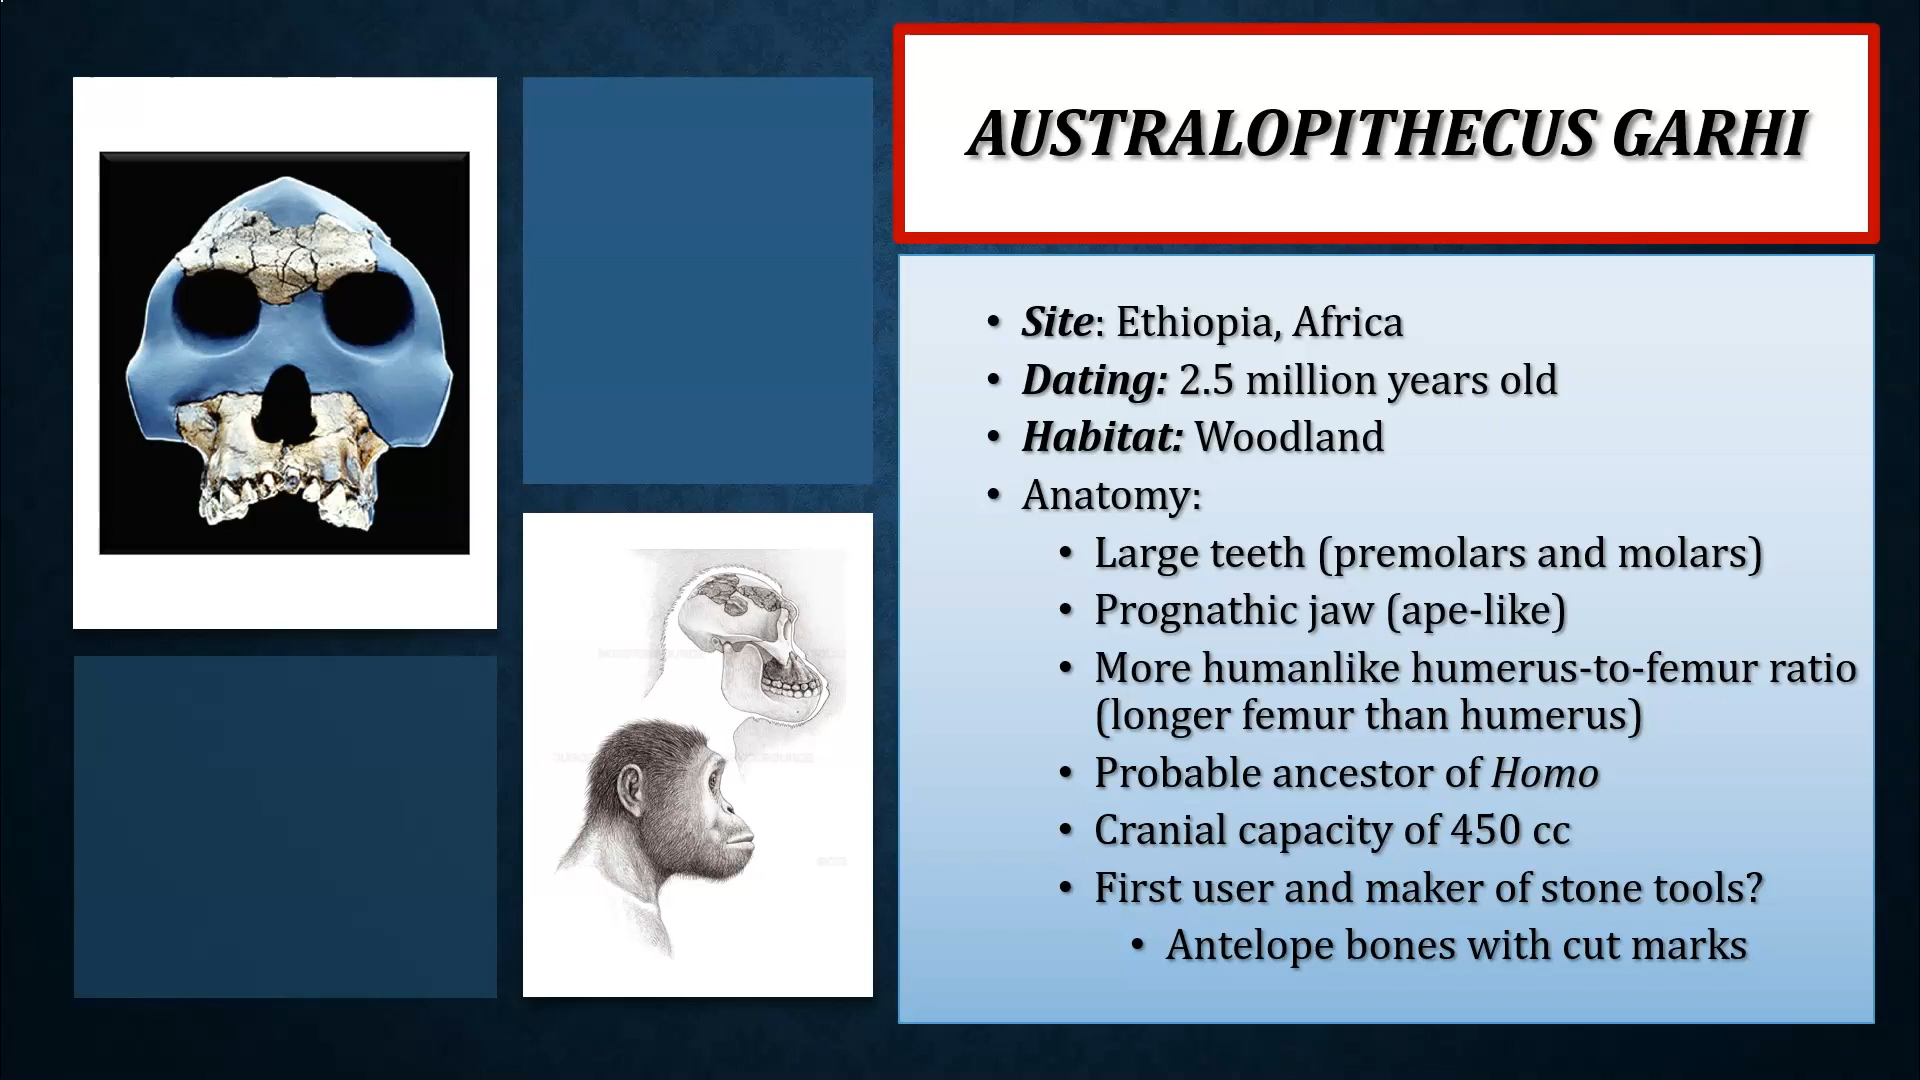 AUSTRALOPITHECUS GARHI
• Site: Ethiopia, Africa
• Dating: 2.5 million years old
• Habitat: Woodland
• Anatomy:
• Large teeth (premolars and molars)
• Prognathic jaw (ape-like)
• More humanlike humerus-to-femur ratio
(longer femur than humerus)
• Probable ancestor of Homo
• Cranial capacity of 450 cc
• First user and maker of stone tools?
• Antelope bones with cut marks